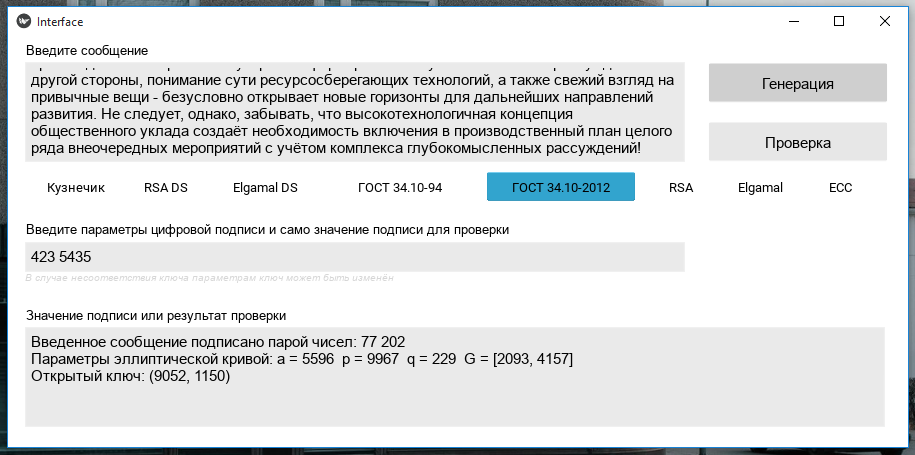 Interface
Введите сообщение
другой стороны, понимание сути ресурсосберегающих технологий, а также свежий взгляд на
привычные вещи - безусловно открывает новые горизонты для дальнейших направлений
развития. Не следует, однако, забывать, что высокотехнологичная концепция
общественного уклада создаёт необходимость включения в производственный план целого
ряда внеочередных мероприятий с учётом комплекса глубокомысленных рассуждений!
Генерация
Проверка
Кузнечик RSA DS Elgamal DS ГОСТ 34.10-94 ГОСТ 34.10-2012 RSA Elgamal ECC
Введите параметры цифровой подписи и само значение подписи для проверки
423 5435
В случае несоответствия ключа параметрам ключ может быть изменён
Значение подписи или результат проверки
Введенное сообщение подписано парой чисел: 77 202
Параметры эллиптической кривой: a = 5596 p = 9967 q = 229 G = [2093, 4157]
Открытый ключ: (9052, 1150)